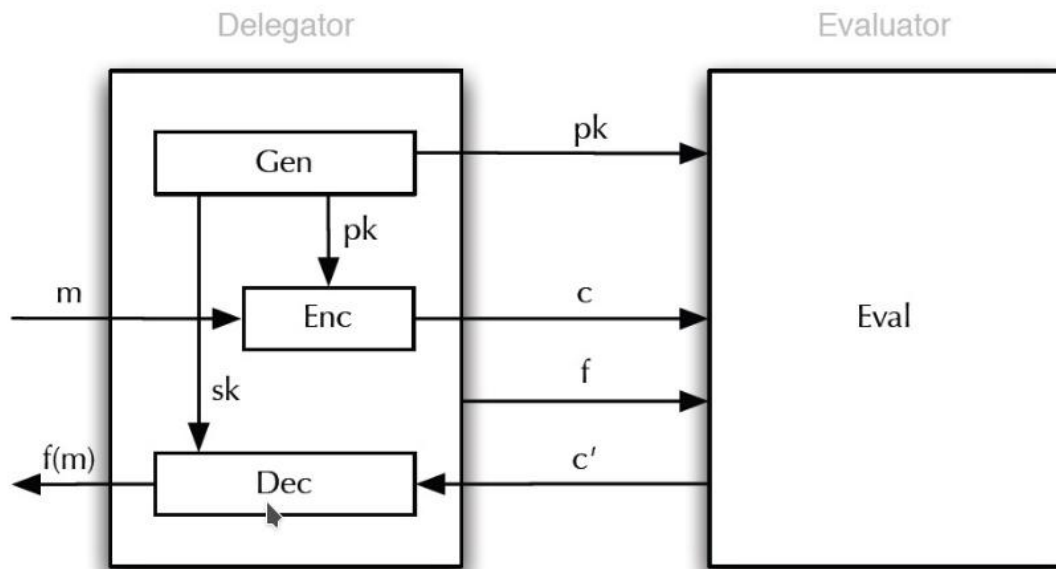 Delegator
Evaluator
Gen
pk
pk
m
Enc
c
Eval
f
sk
f(m)
Dec
c′